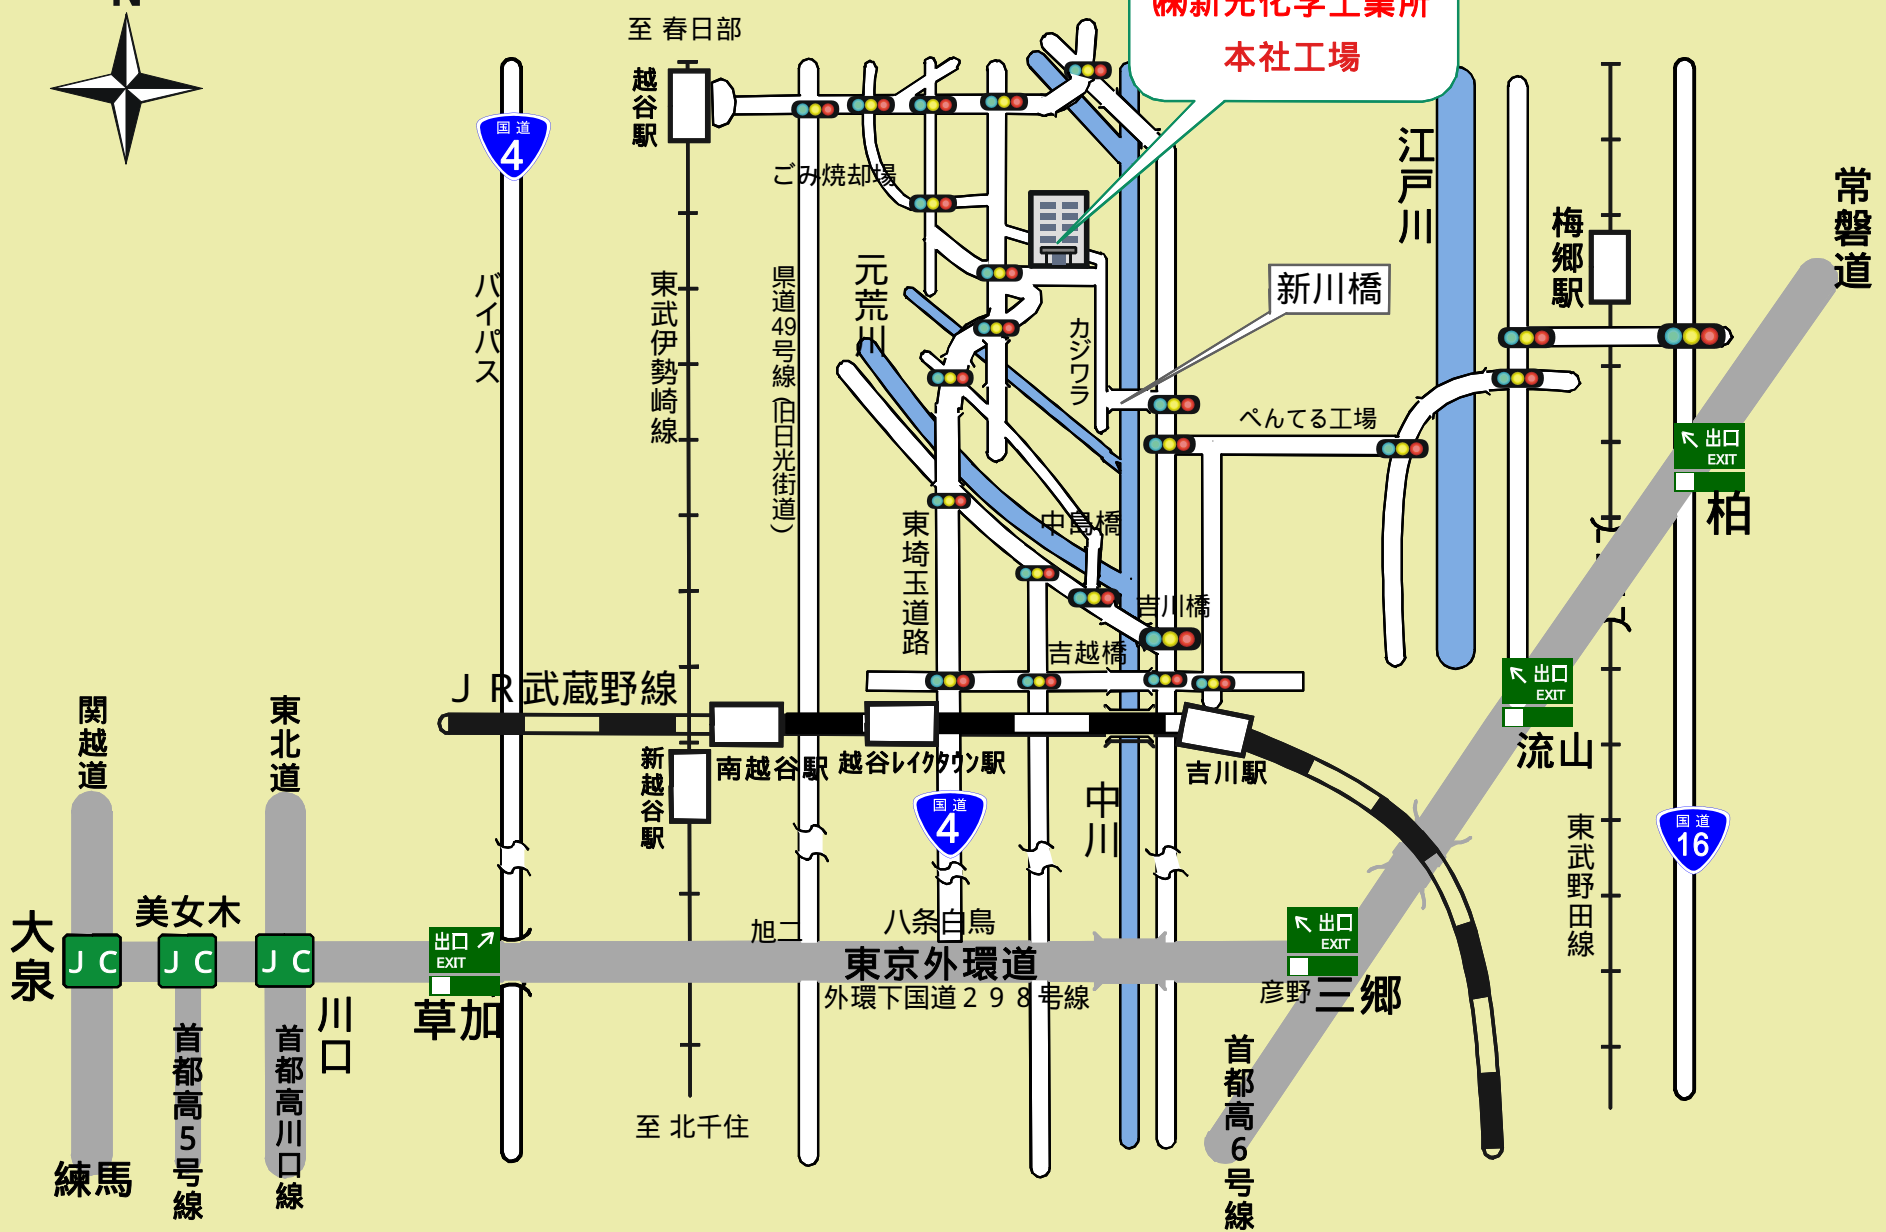 N
至 春日部
㈱新光化学工業所
本社工場
越谷駅
国道
4
ごみ焼却場
江戸川
常磐道
梅郷駅
バイパス
東武伊勢崎線
県道49号線(旧日光街道)
元荒川
カジワラ
新川橋
ぺんてる工場
出口
EXIT
柏
中島橋
東埼玉道路
吉川橋
吉越橋
出口
EXIT
流山
ＪＲ武蔵野線
関越道
東北道
新越谷駅
南越谷駅
越谷ﾚｲｸﾀｳﾝ駅
吉川駅
国道
4
中川
東武野田線
国道
16
美女木
大泉
ＪＣ
ＪＣ
ＪＣ
出口
EXIT
草加
旭二
八条白鳥
東京外環道
外環下国道２９８号線
出口
EXIT
彦野
三郷
川口
首都高5号線
首都高川口線
首都高6号線
至 北千住
練馬